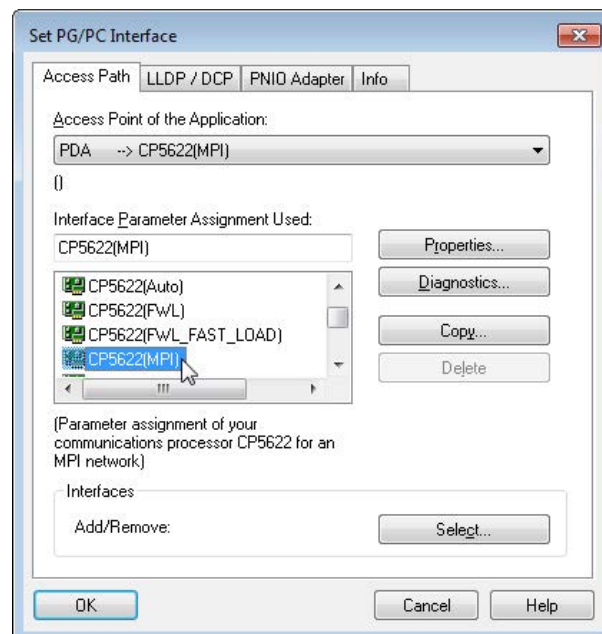 Set PG/PC Interface
Access Path LLDP / DCP PNIO Adapter Info
Access Point of the Application:
PDA --> CP5622(MPI)
()
Interface Parameter Assignment Used:
CP5622(MPI)
Properties...
CP5622(Auto)
Diagnostics...
CP5622(FWL)
CP5622(FWL_FAST_LOAD)
Copy...
CP5622(MPI)
Delete
(Parameter assignment of your
communications processor CP5622 for an
MPI network)
Interfaces
Add/Remove:
Select...
OK Cancel Help